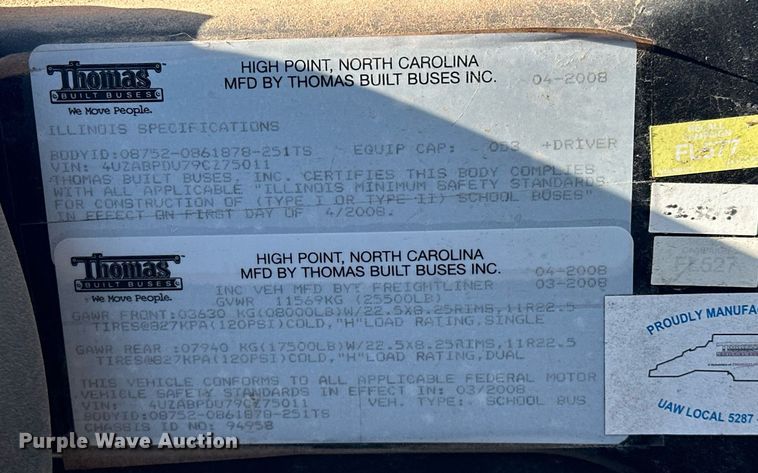 Thomas
BUILT BUSES
We Move People.
HIGH POINT, NORTH CAROLINA
MFD BY THOMAS BUILT BUSES INC.
04-2008
ILLINOIS SPECIFICATIONS
BODYID:08752-0861878-251TS EQUIP CAP: 053 +DRIVER
VIN: 4UZABPDU79CZ75011
THOMAS BUILT BUSES, INC. CERTIFIES THIS BODY COMPLIES
WITH ALL APPLICABLE "ILLINOIS MINIMUM SAFETY STANDARDS
FOR CONSTRUCTION OF (TYPE I OR TYPE II) SCHOOL BUSES"
IN EFFECT ON FIRST DAY OF 4/2008.
RECALL
CAMPAIGN
FL577
FL527
Thomas
BUILT BUSES
We Move People.
HIGH POINT, NORTH CAROLINA
MFD BY THOMAS BUILT BUSES INC.
04-2008
INC VEH MFD BY: FREIGHTLINER 03-2008
GVWR 11569KG (25500LB)
GAWR FRONT:03630 KG(08000LB)W/22.5X8.25RIMS,11R22.5
TIRES@827KPA(120PSI)COLD,"H"LOAD RATING,SINGLE
GAWR REAR :07940 KG(17500LB)W/22.5X8.25RIMS,11R22.5
TIRES@827KPA(120PSI)COLD,"H"LOAD RATING,DUAL
THIS VEHICLE CONFORMS TO ALL APPLICABLE FEDERAL MOTOR
VEHICLE SAFETY STANDARDS IN EFFECT IN: 03/2008
VIN: 4UZABPDU79CZ75011 VEH. TYPE: SCHOOL BUS
BODYID:08752-0861878-251TS
CHASSIS ID NO: 94958
PROUDLY MANUFA
UAW LOCAL 5287
Purple Wave Auction